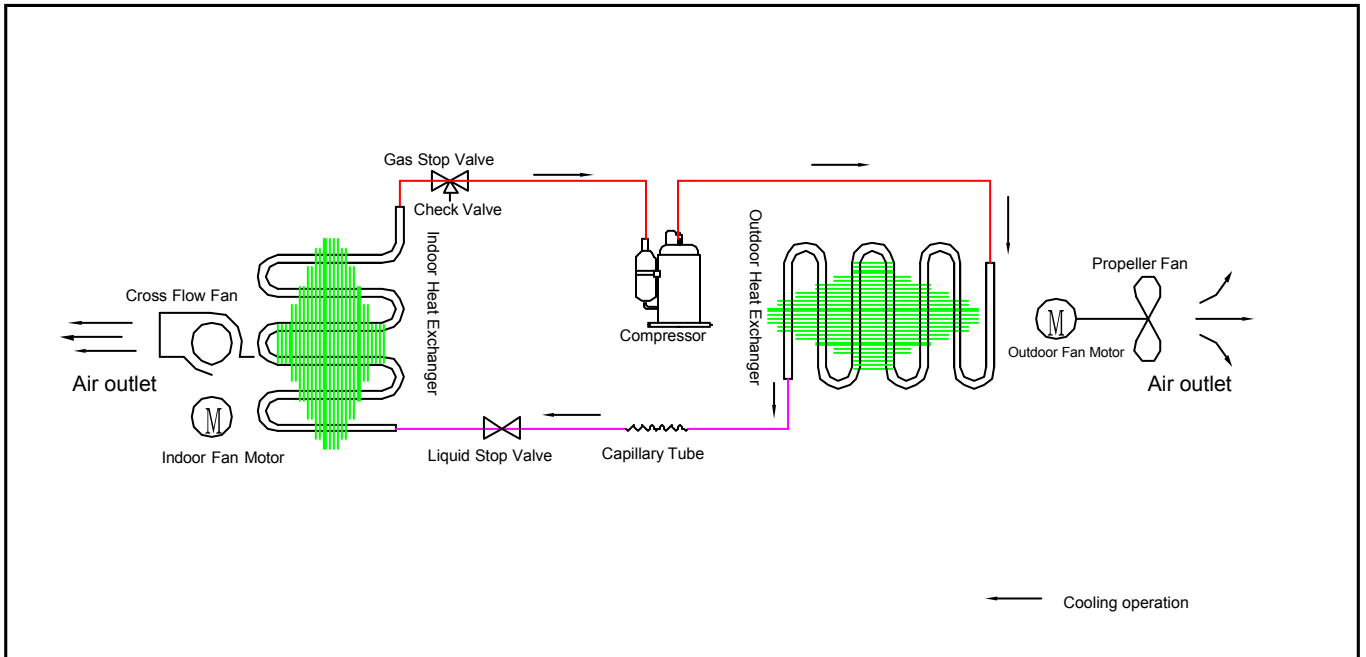 Gas Stop Valve
Check Valve
Indoor Heat Exchanger
Cross Flow Fan
Air outlet
M
Indoor Fan Motor
Liquid Stop Valve
Capillary Tube
Compressor
Outdoor Heat Exchanger
Propeller Fan
M
Outdoor Fan Motor
Air outlet
Cooling operation